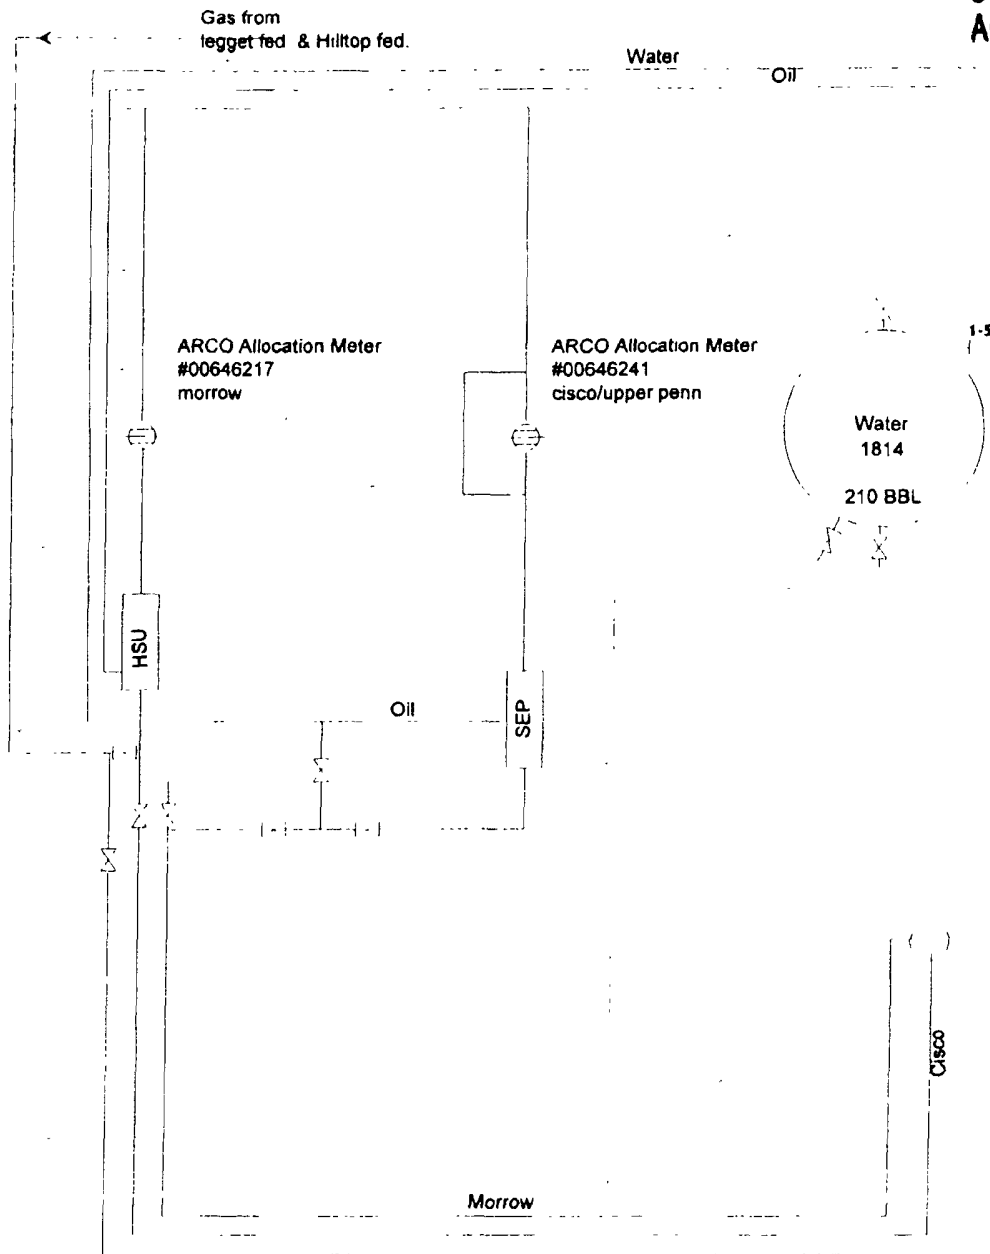 Gas from
legget fed & Hilltop fed.
Water
Oil
ARCO Allocation Meter
#00646217
morrow
ARCO Allocation Meter
#00646241
cisco/upper penn
Water
1814
210 BBL
HSU
SEP
Oil
Cisco
Morrow